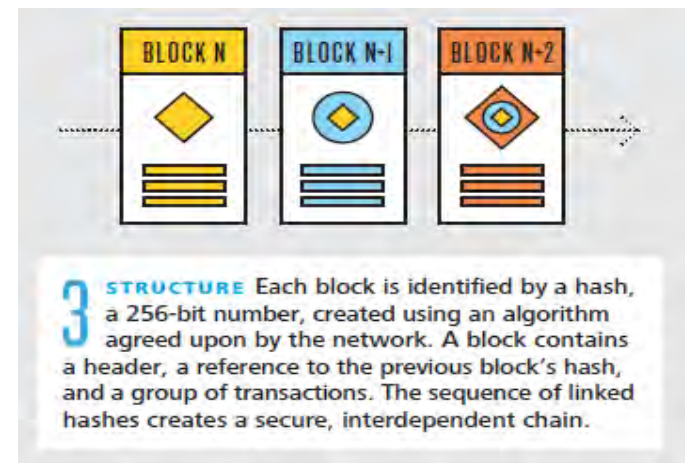 BLOCK N BLOCK N+1 BLOCK N+2
3 STRUCTURE Each block is identified by a hash,
a 256-bit number, created using an algorithm
agreed upon by the network. A block contains
a header, a reference to the previous block's hash,
and a group of transactions. The sequence of linked
hashes creates a secure, interdependent chain.